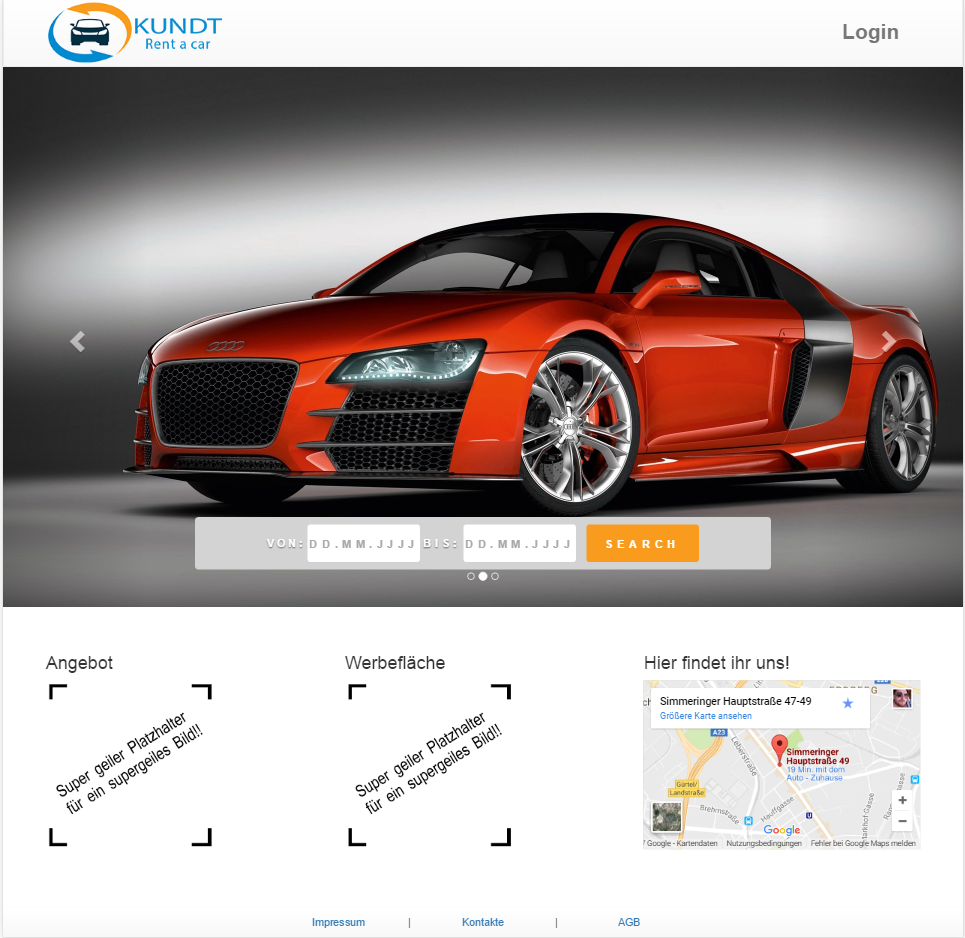 KUNDT
Rent a car
Login
VON: DD.MM.JJJJ BIS: DD.MM.JJJJ SEARCH
Angebot
Super geiler Platzhalter
für ein supergeiles Bild!!
Werbefläche
Super geiler Platzhalter
für ein supergeiles Bild!!
Hier findet ihr uns!
Simmeringer Hauptstraße 47-49
Größere Karte ansehen
A23
Leberstraße
Simmeringer
Hauptstraße 49
19 Min. mit dem
Auto - Zuhause
Gürtel/
Landstraße
Brehmstraße
Hauffgasse
U
+
−
Google
Google - Kartendaten Nutzungsbedingungen Fehler bei Google Maps melden
Impressum | Kontakte | AGB